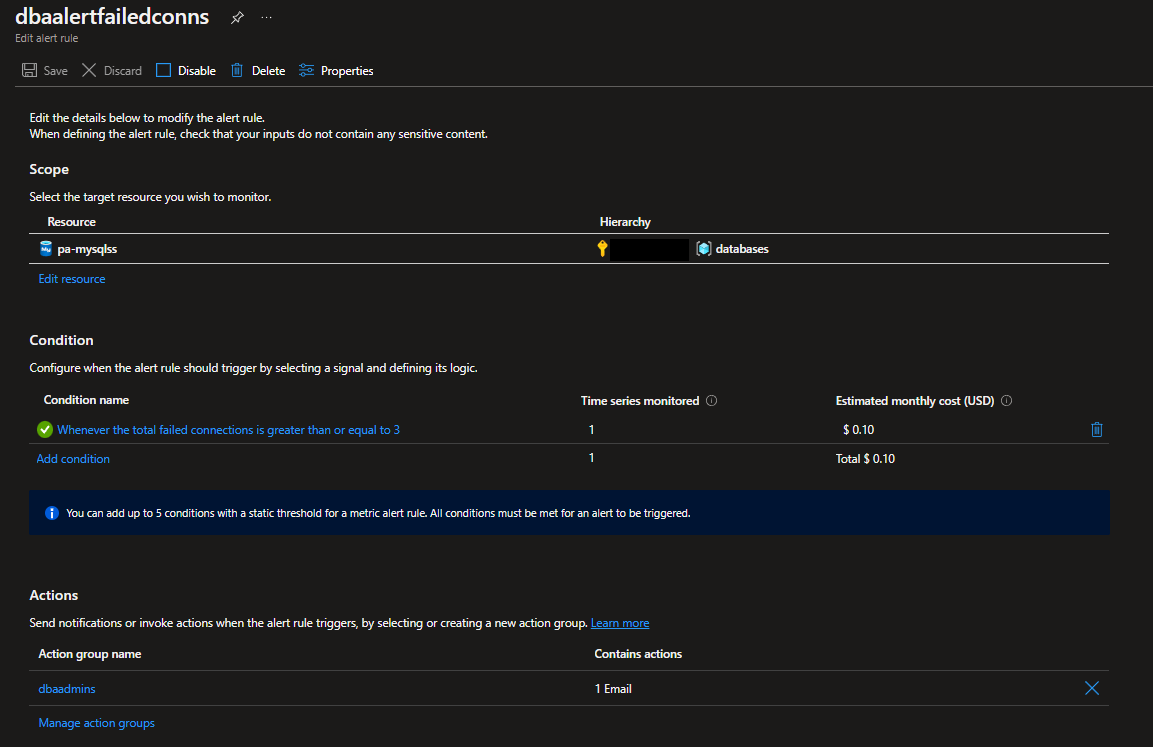 dbaalertfailedconns
Edit alert rule
Save Discard Disable Delete Properties
Edit the details below to modify the alert rule.
When defining the alert rule, check that your inputs do not contain any sensitive content.
Scope
Select the target resource you wish to monitor.
Resource Hierarchy
pa-mysqlss databases
Edit resource
Condition
Configure when the alert rule should trigger by selecting a signal and defining its logic.
Condition name Time series monitored Estimated monthly cost (USD)
Whenever the total failed connections is greater than or equal to 3 1 $ 0.10
Add condition 1 Total $ 0.10
You can add up to 5 conditions with a static threshold for a metric alert rule. All conditions must be met for an alert to be triggered.
Actions
Send notifications or invoke actions when the alert rule triggers, by selecting or creating a new action group. Learn more
Action group name Contains actions
dbaadmins 1 Email
Manage action groups